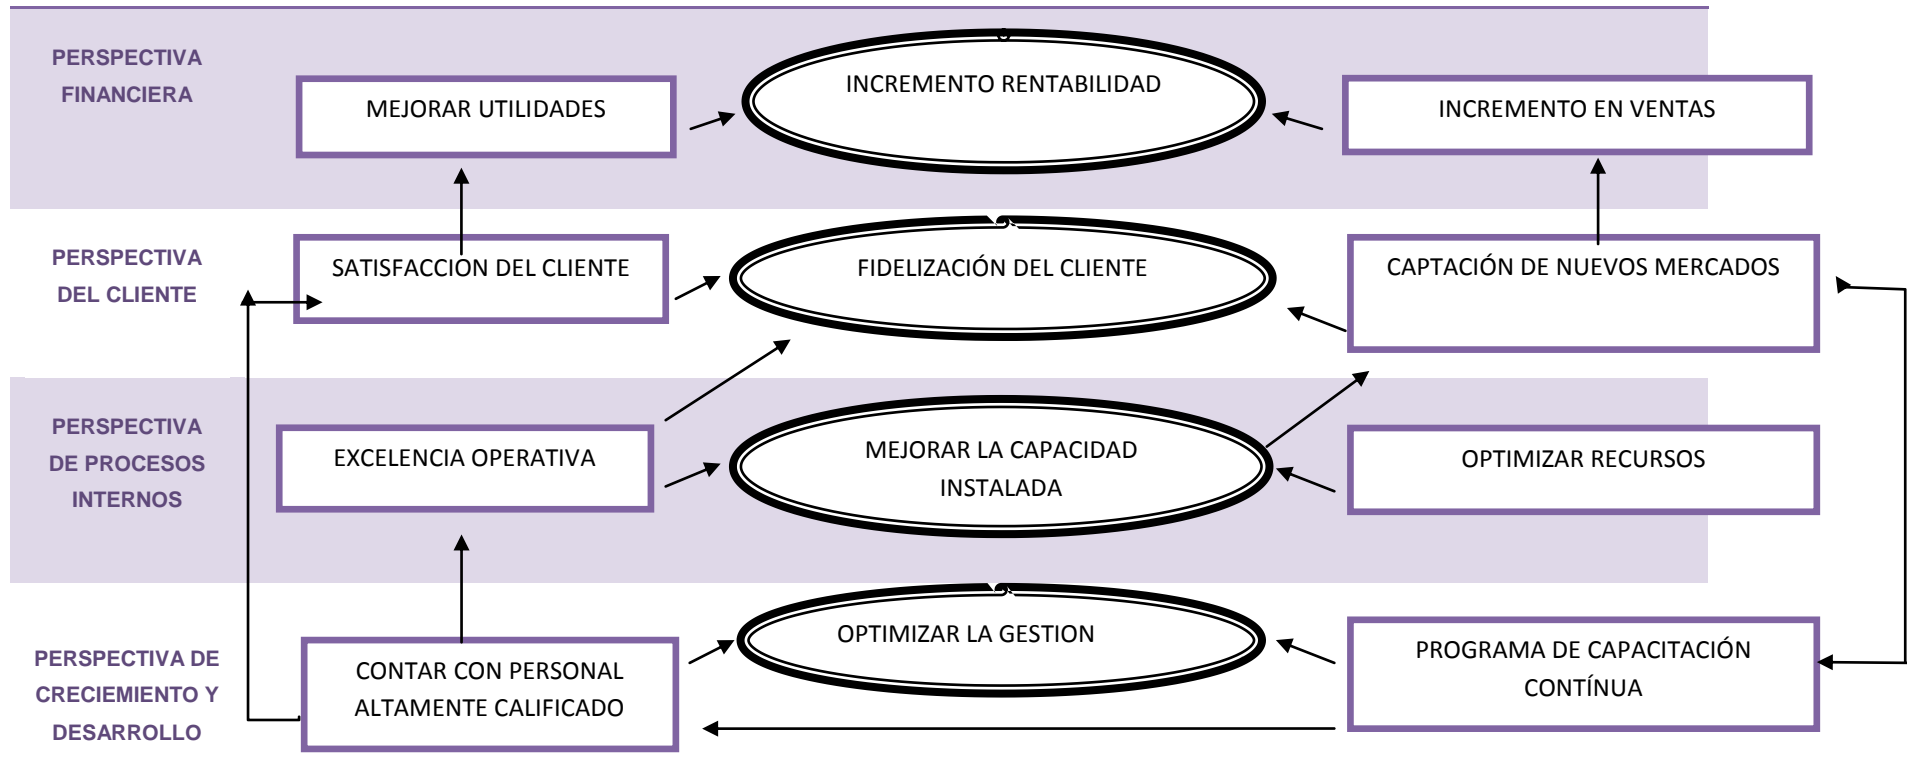 PERSPECTIVA
FINANCIERA
MEJORAR UTILIDADES
INCREMENTO RENTABILIDAD
INCREMENTO EN VENTAS
PERSPECTIVA
DEL CLIENTE
SATISFACCION DEL CLIENTE
FIDELIZACIÓN DEL CLIENTE
CAPTACIÓN DE NUEVOS MERCADOS
PERSPECTIVA
DE PROCESOS
INTERNOS
EXCELENCIA OPERATIVA
MEJORAR LA CAPACIDAD
INSTALADA
OPTIMIZAR RECURSOS
PERSPECTIVA DE
CRECIEMIENTO Y
DESARROLLO
CONTAR CON PERSONAL
ALTAMENTE CALIFICADO
OPTIMIZAR LA GESTION
PROGRAMA DE CAPACITACIÓN
CONTÍNUA